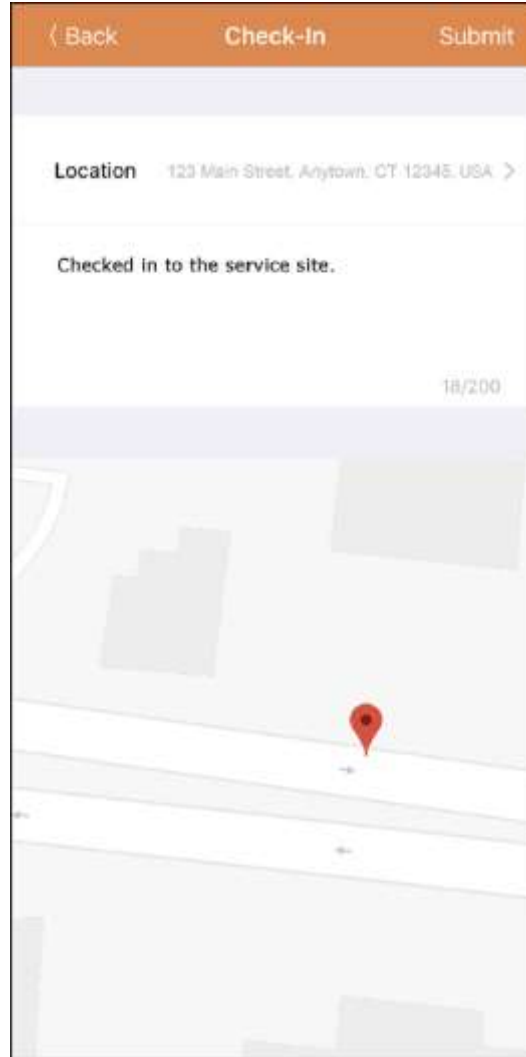 < Back Check-In Submit
Location 123 Main Street, Anytown, CT 12345, USA >
Checked in to the service site.
18/200